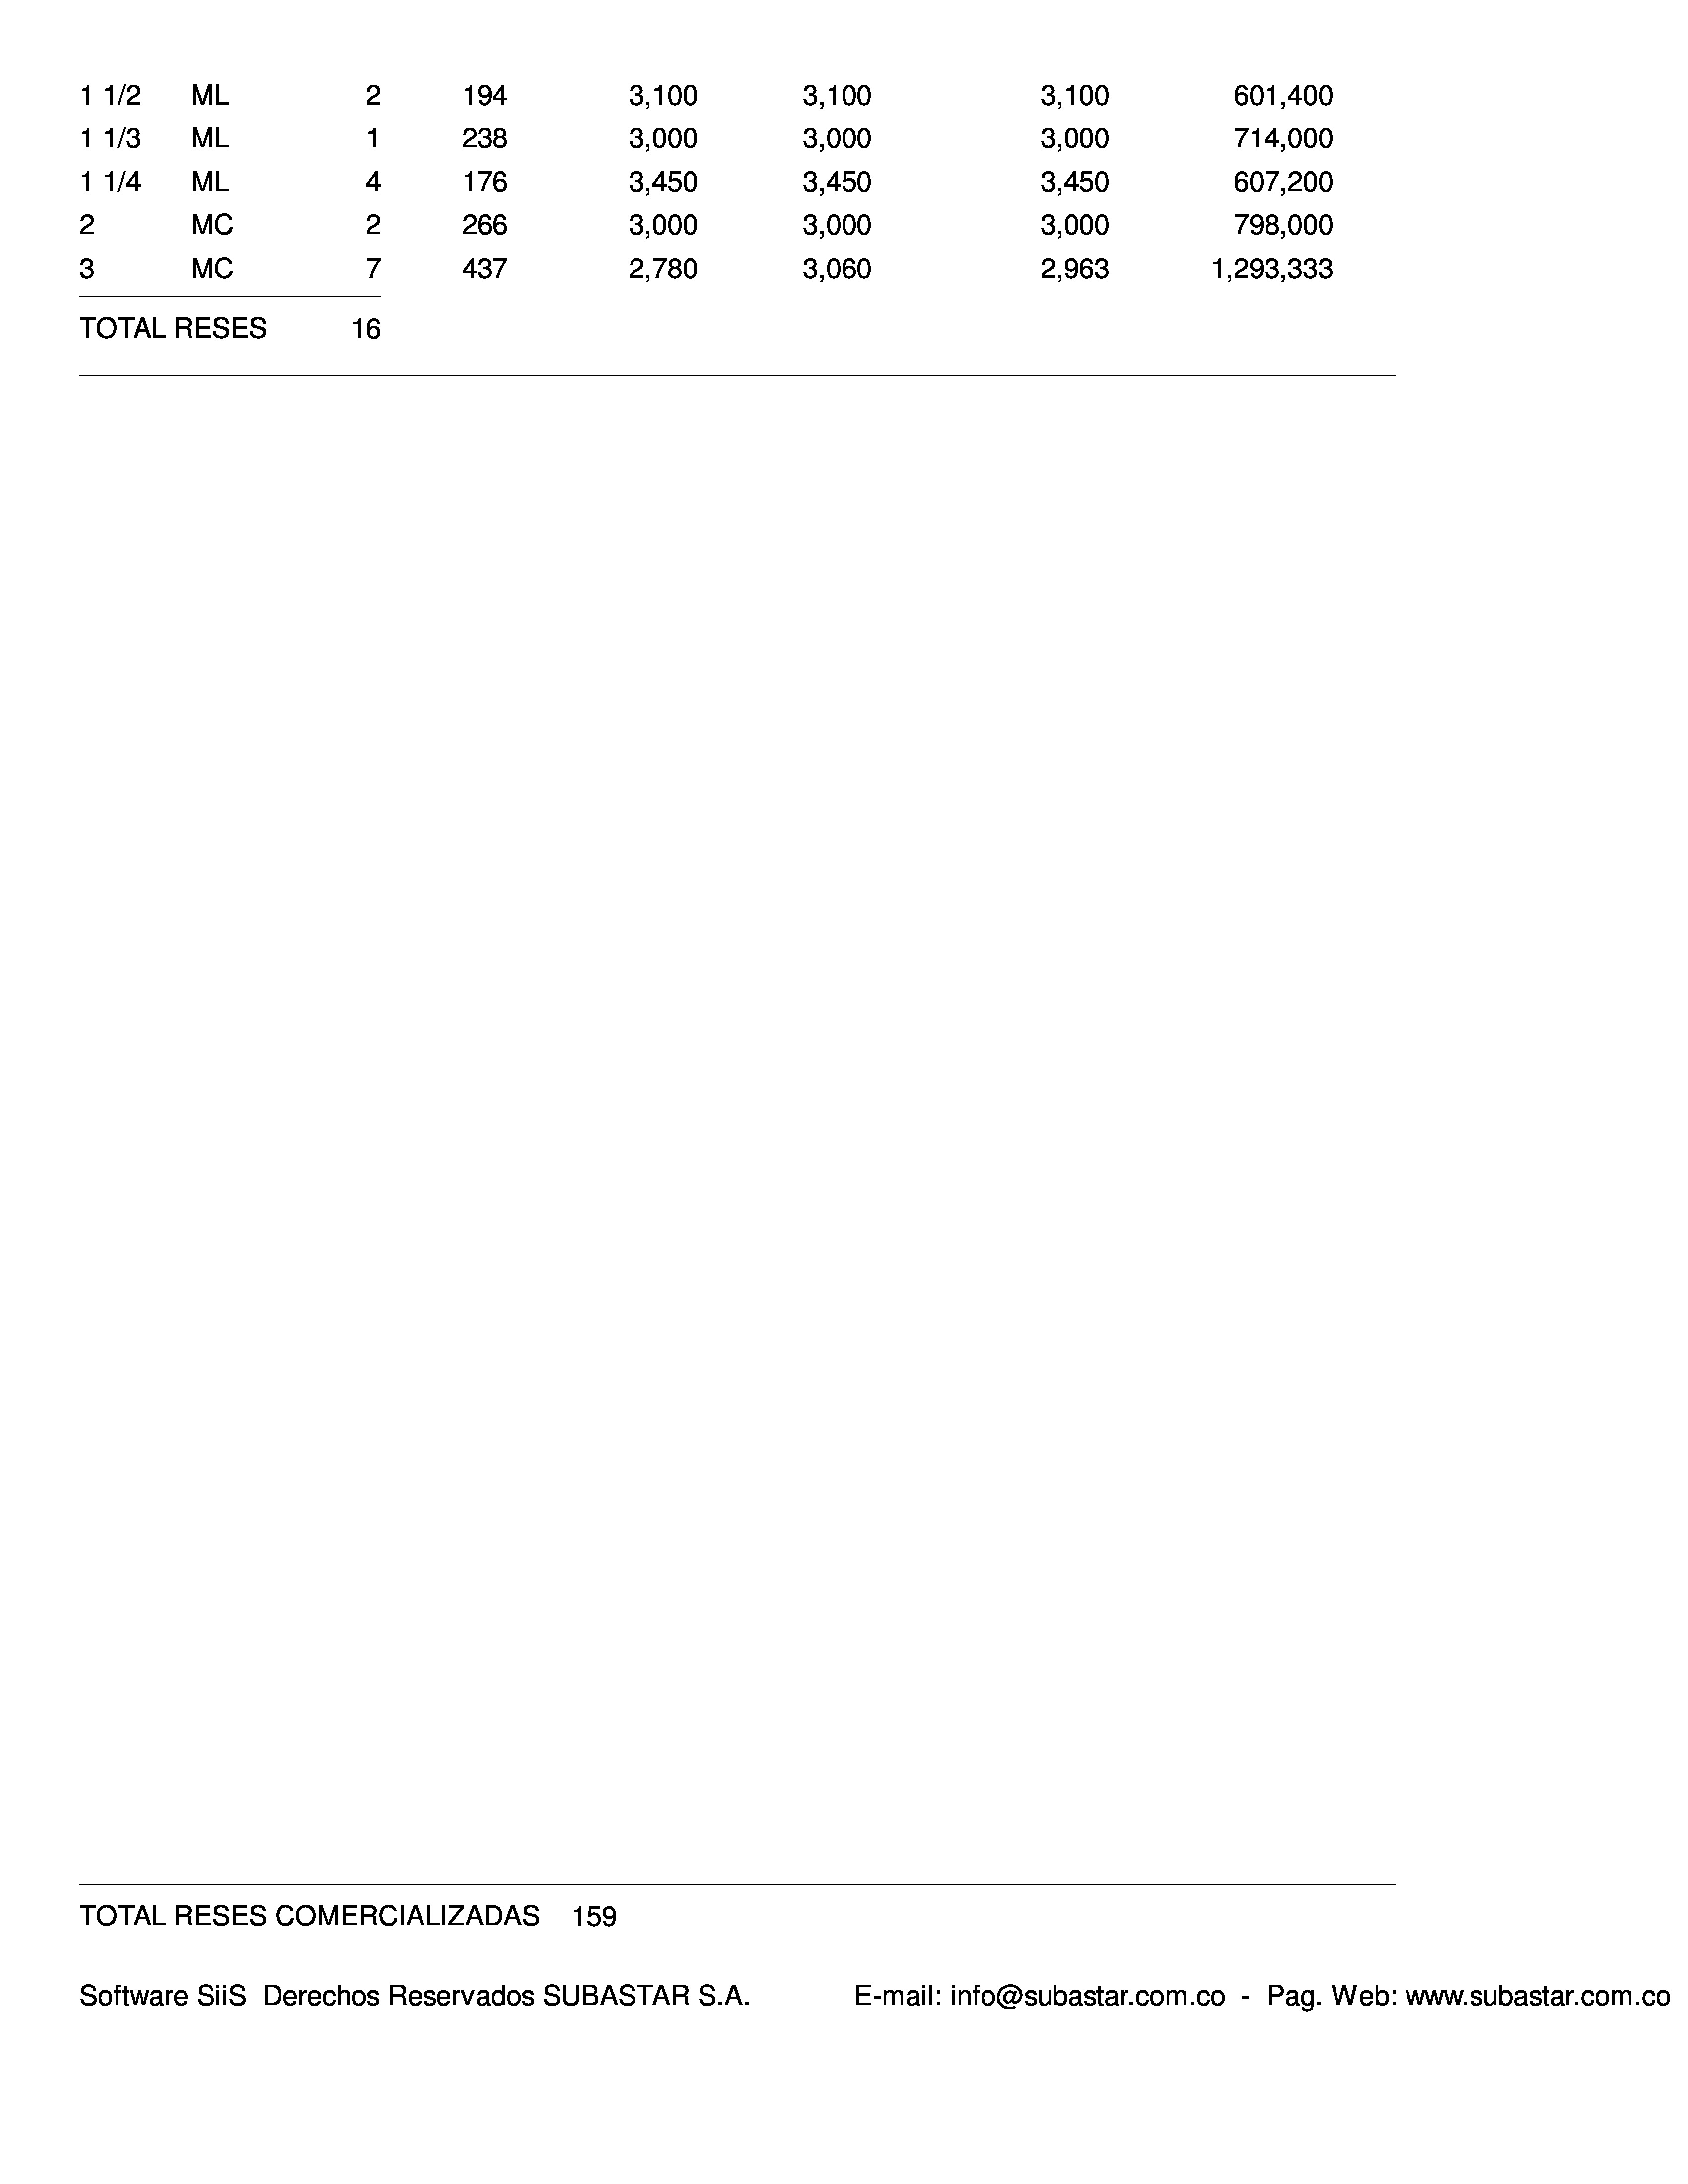 1 1/2 ML 2 194 3,100 3,100 3,100 601,400
1 1/3 ML 1 238 3,000 3,000 3,000 714,000
1 1/4 ML 4 176 3,450 3,450 3,450 607,200
2 MC 2 266 3,000 3,000 3,000 798,000
3 MC 7 437 2,780 3,060 2,963 1,293,333
TOTAL RESES 16
TOTAL RESES COMERCIALIZADAS 159
Software SiiS Derechos Reservados SUBASTAR S.A. E-mail: info@subastar.com.co - Pag. Web: www.subastar.com.co